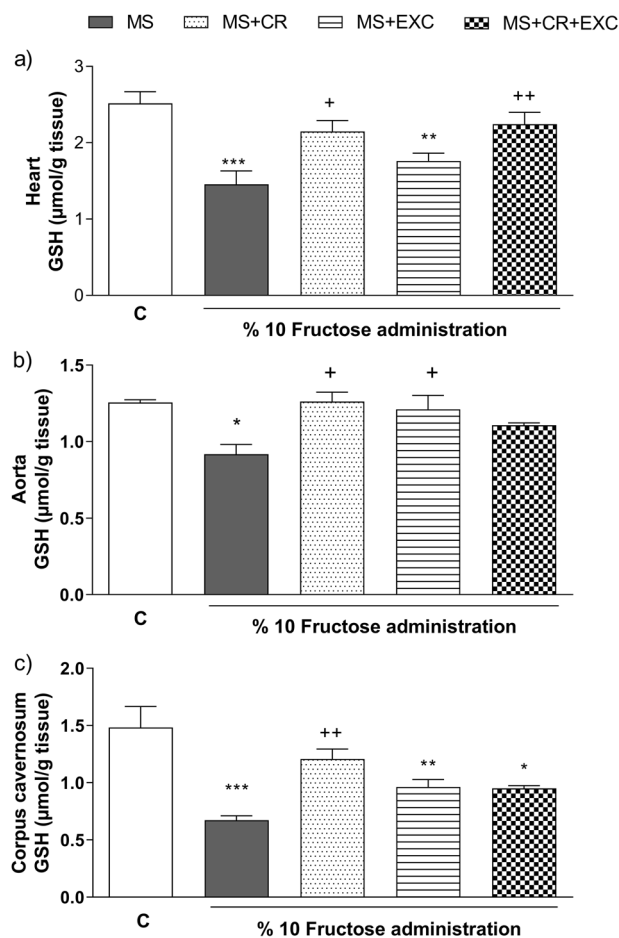 MS MS+CR MS+EXC MS+CR+EXC
a)
Heart
GSH (µmol/g tissue)
3
2
1
0
***
+
**
++
C
% 10 Fructose administration
b)
Aorta
GSH (µmol/g tissue)
1.5
1.0
0.5
0.0
*
+
+
C
% 10 Fructose administration
c)
Corpus cavernosum
GSH (µmol/g tissue)
2.0
1.5
1.0
0.5
0.0
***
++
**
*
C
% 10 Fructose administration